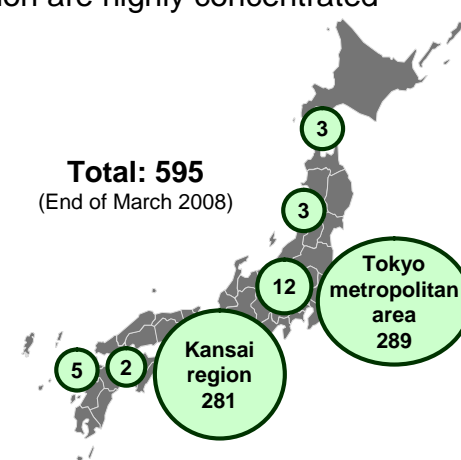 ion are highly concentrated
3
Total: 595
(End of March 2008)
3
12
Tokyo
metropolitan
area
289
Kansai
region
281
5
2